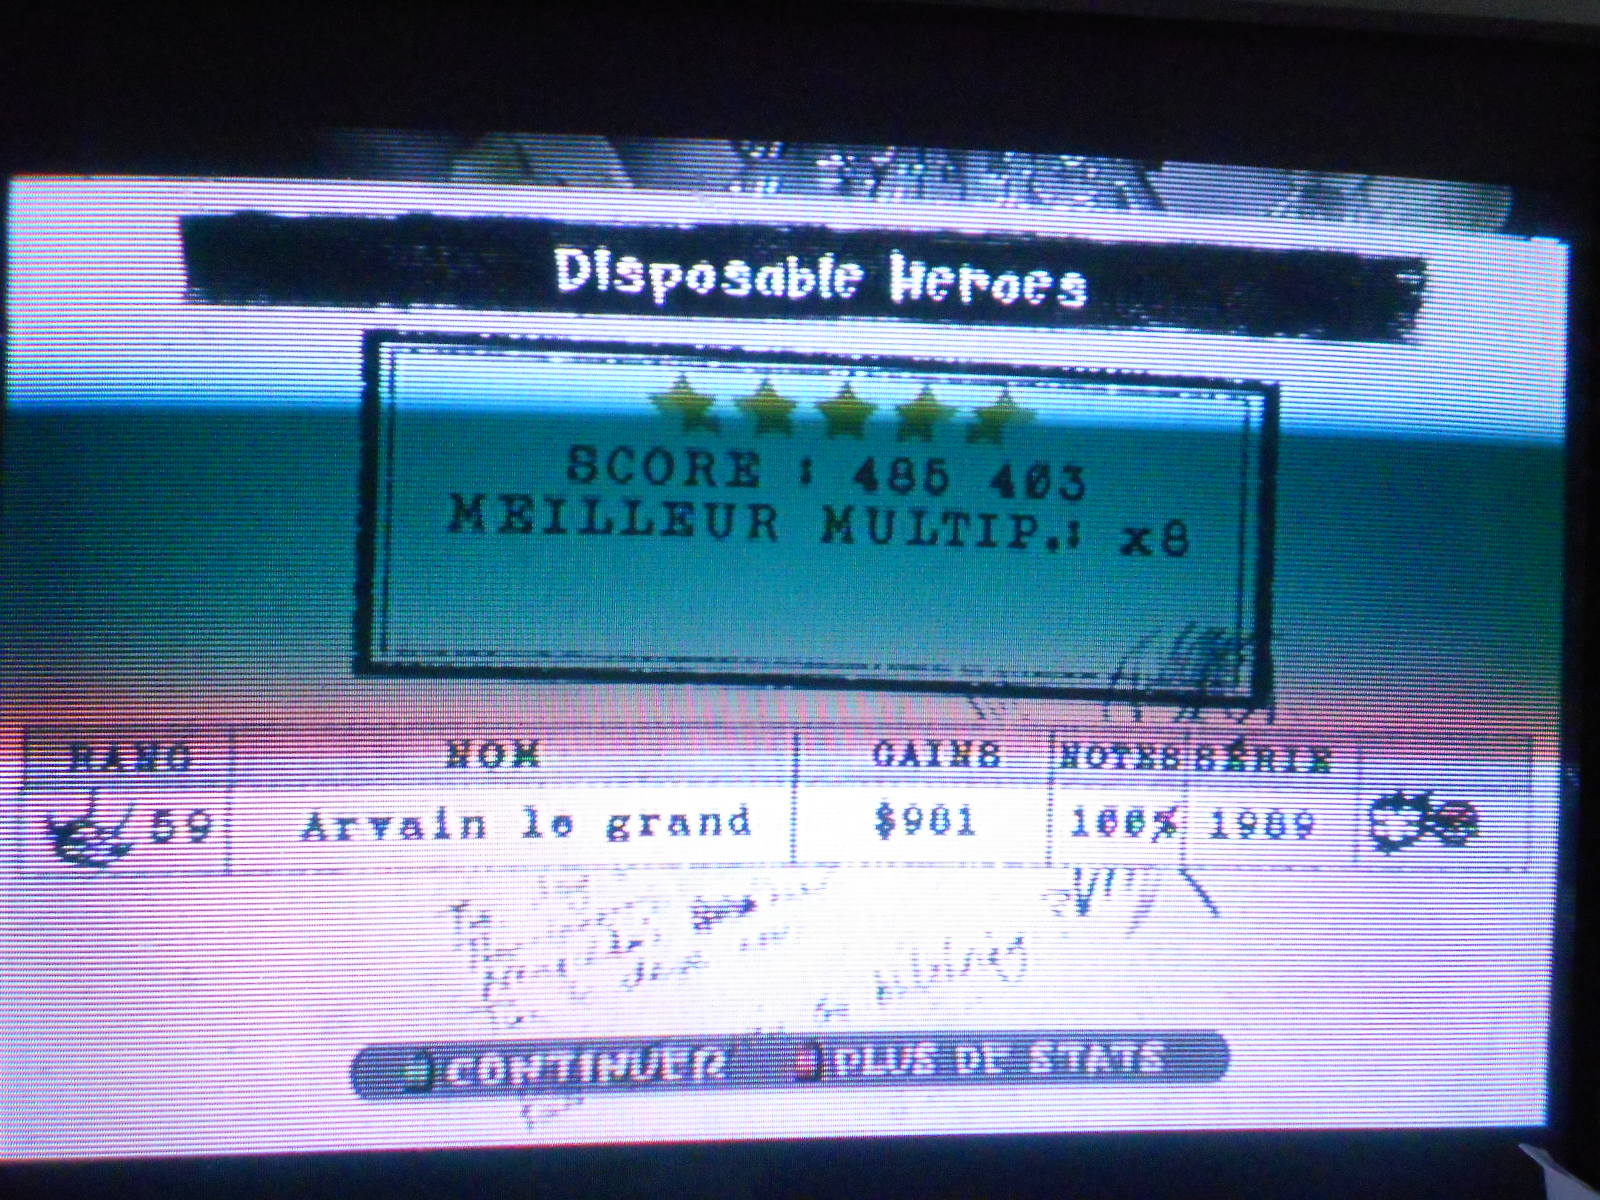 Disposable Heroes
SCORE : 485 403
MEILLEUR MULTIP.: x8
RANG NOM GAINS NOTES SÉRIE
59 Arvain le grand $981 100% 1989
CONTINUER PLUS DE STATS